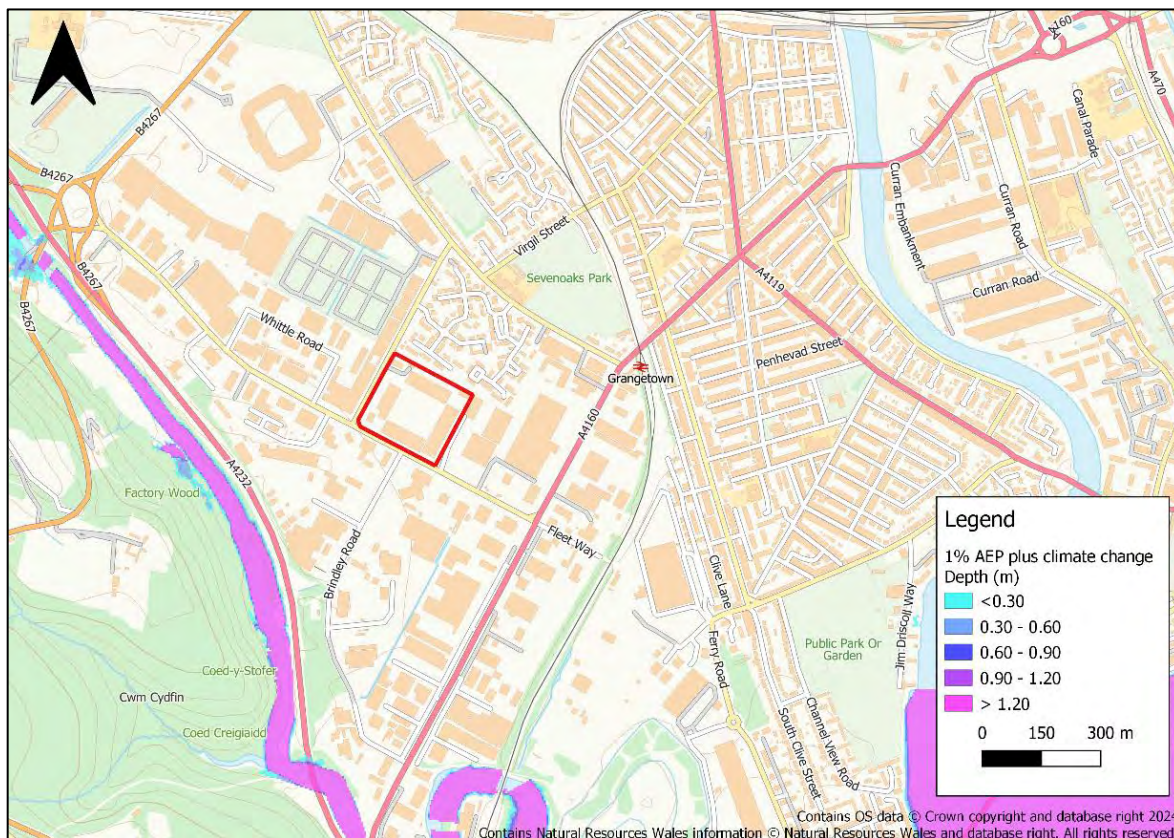 B4267
B4267
A4160
A470
Canal Parade
Curran Embankment
Curran Road
Virgil Street
Sevenoaks Park
B4267
B4267
A4119
Curran Road
Whittle Road
Penhevad Street
Grangetown
A4160
A4232
Factory Wood
Fleet Way
Brindley Road
Clive Lane
Jim Driscoll Way
Public Park Or
Garden
Coed-y-Stofer
Ferry Road
Cwm Cydfin
Coed Creigiaidd
South Clive Street
Channel View Road
Legend
1% AEP plus climate change
Depth (m)
<0.30
0.30 - 0.60
0.60 - 0.90
0.90 - 1.20
> 1.20
0 150 300 m
Contains OS data © Crown copyright and database right 202
Contains Natural Resources Wales information © Natural Resources Wales and database right. All rights reserve